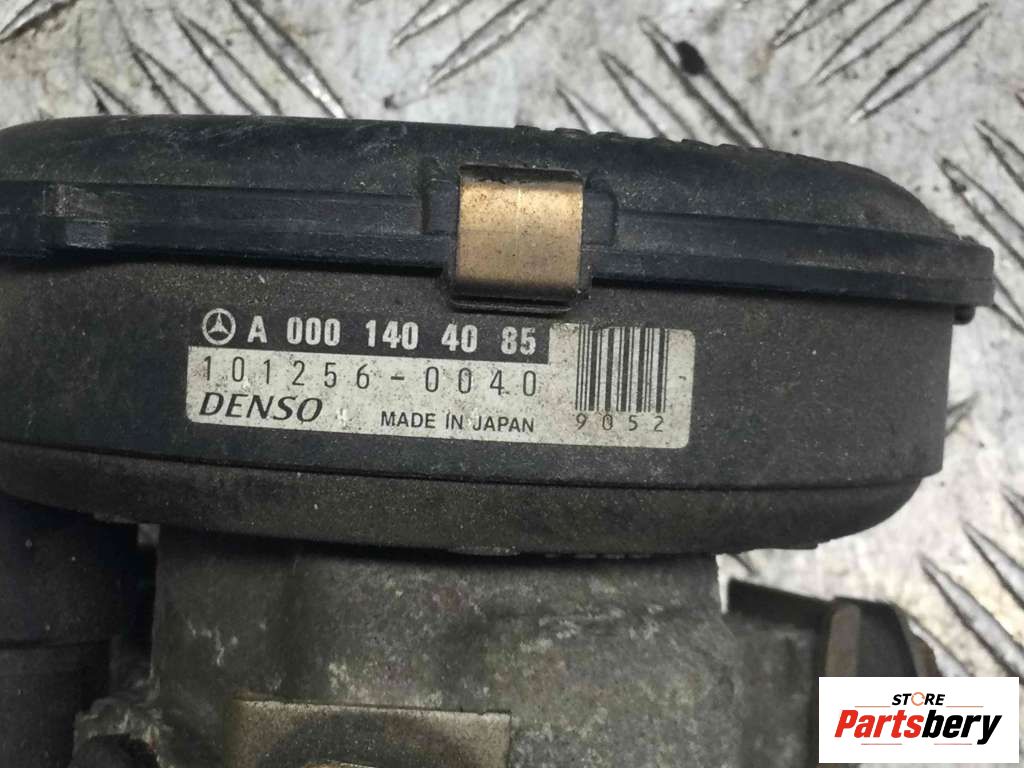 A 000 140 40 85
101256-0040
DENSO MADE IN JAPAN
9052
STORE
Partsbery